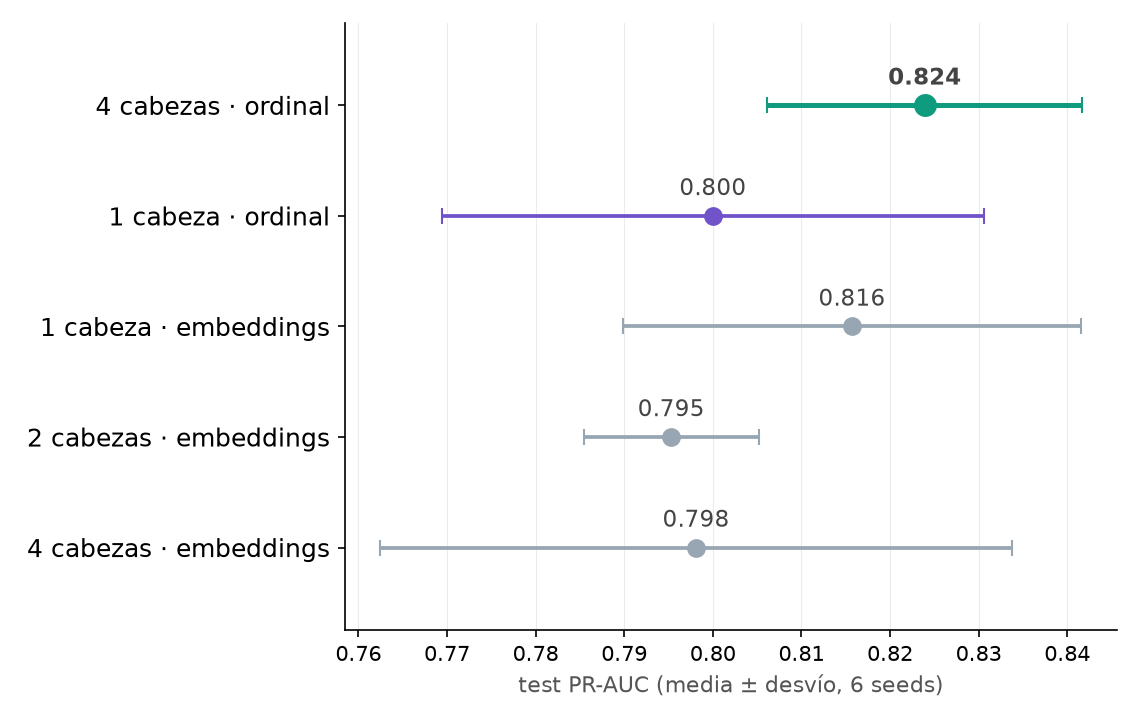 0.824
4 cabezas · ordinal
0.800
1 cabeza · ordinal
0.816
1 cabeza · embeddings
0.795
2 cabezas · embeddings
0.798
4 cabezas · embeddings
0.76 0.77 0.78 0.79 0.80 0.81 0.82 0.83 0.84
test PR-AUC (media ± desvío, 6 seeds)